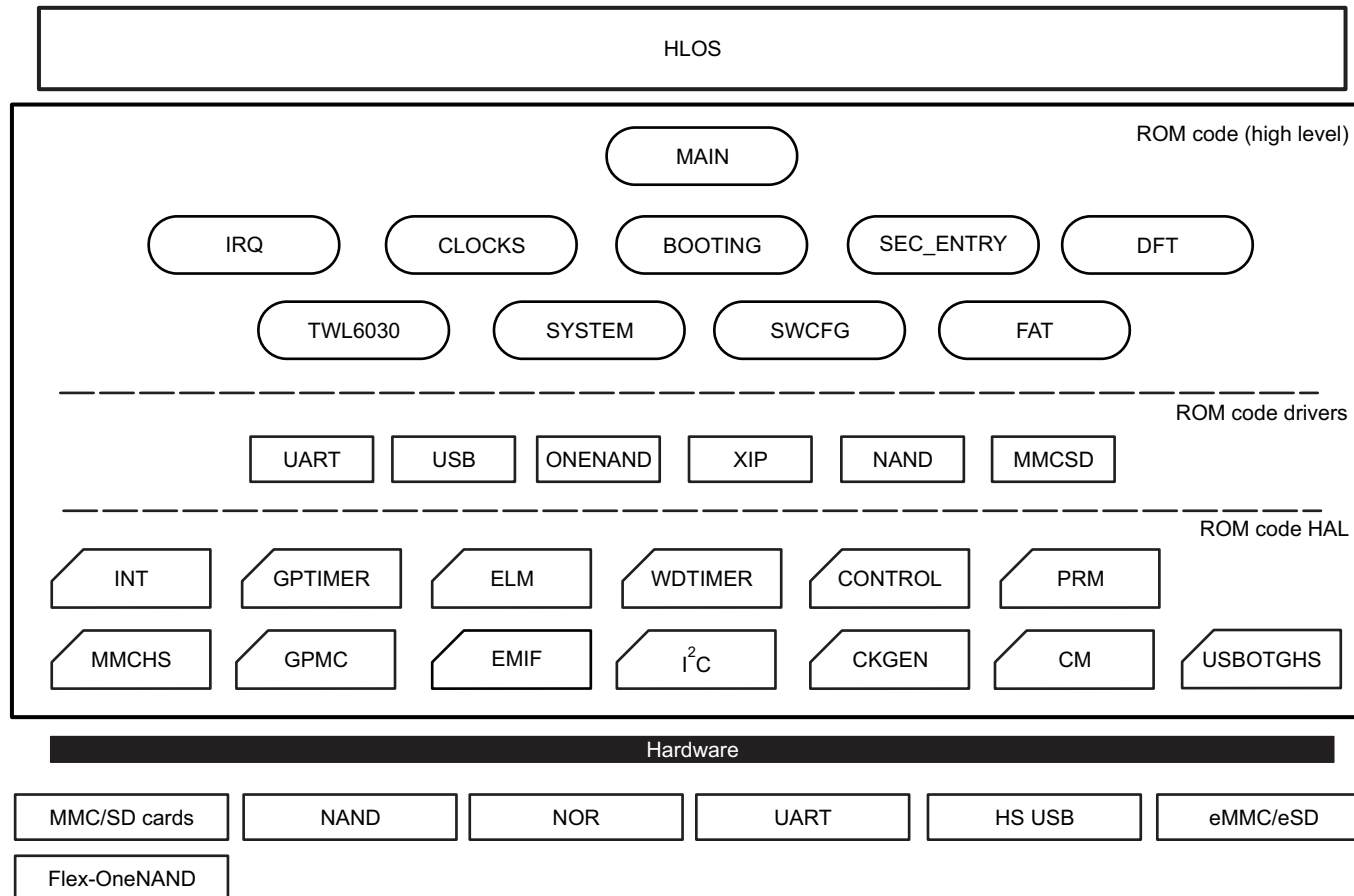 HLOS
ROM code (high level)
MAIN
IRQ
CLOCKS
BOOTING
SEC_ENTRY
DFT
TWL6030
SYSTEM
SWCFG
FAT
ROM code drivers
UART
USB
ONENAND
XIP
NAND
MMCSD
ROM code HAL
INT
GPTIMER
ELM
WDTIMER
CONTROL
PRM
MMCHS
GPMC
EMIF
I²C
CKGEN
CM
USBOTGHS
Hardware
MMC/SD cards
NAND
NOR
UART
HS USB
eMMC/eSD
Flex-OneNAND